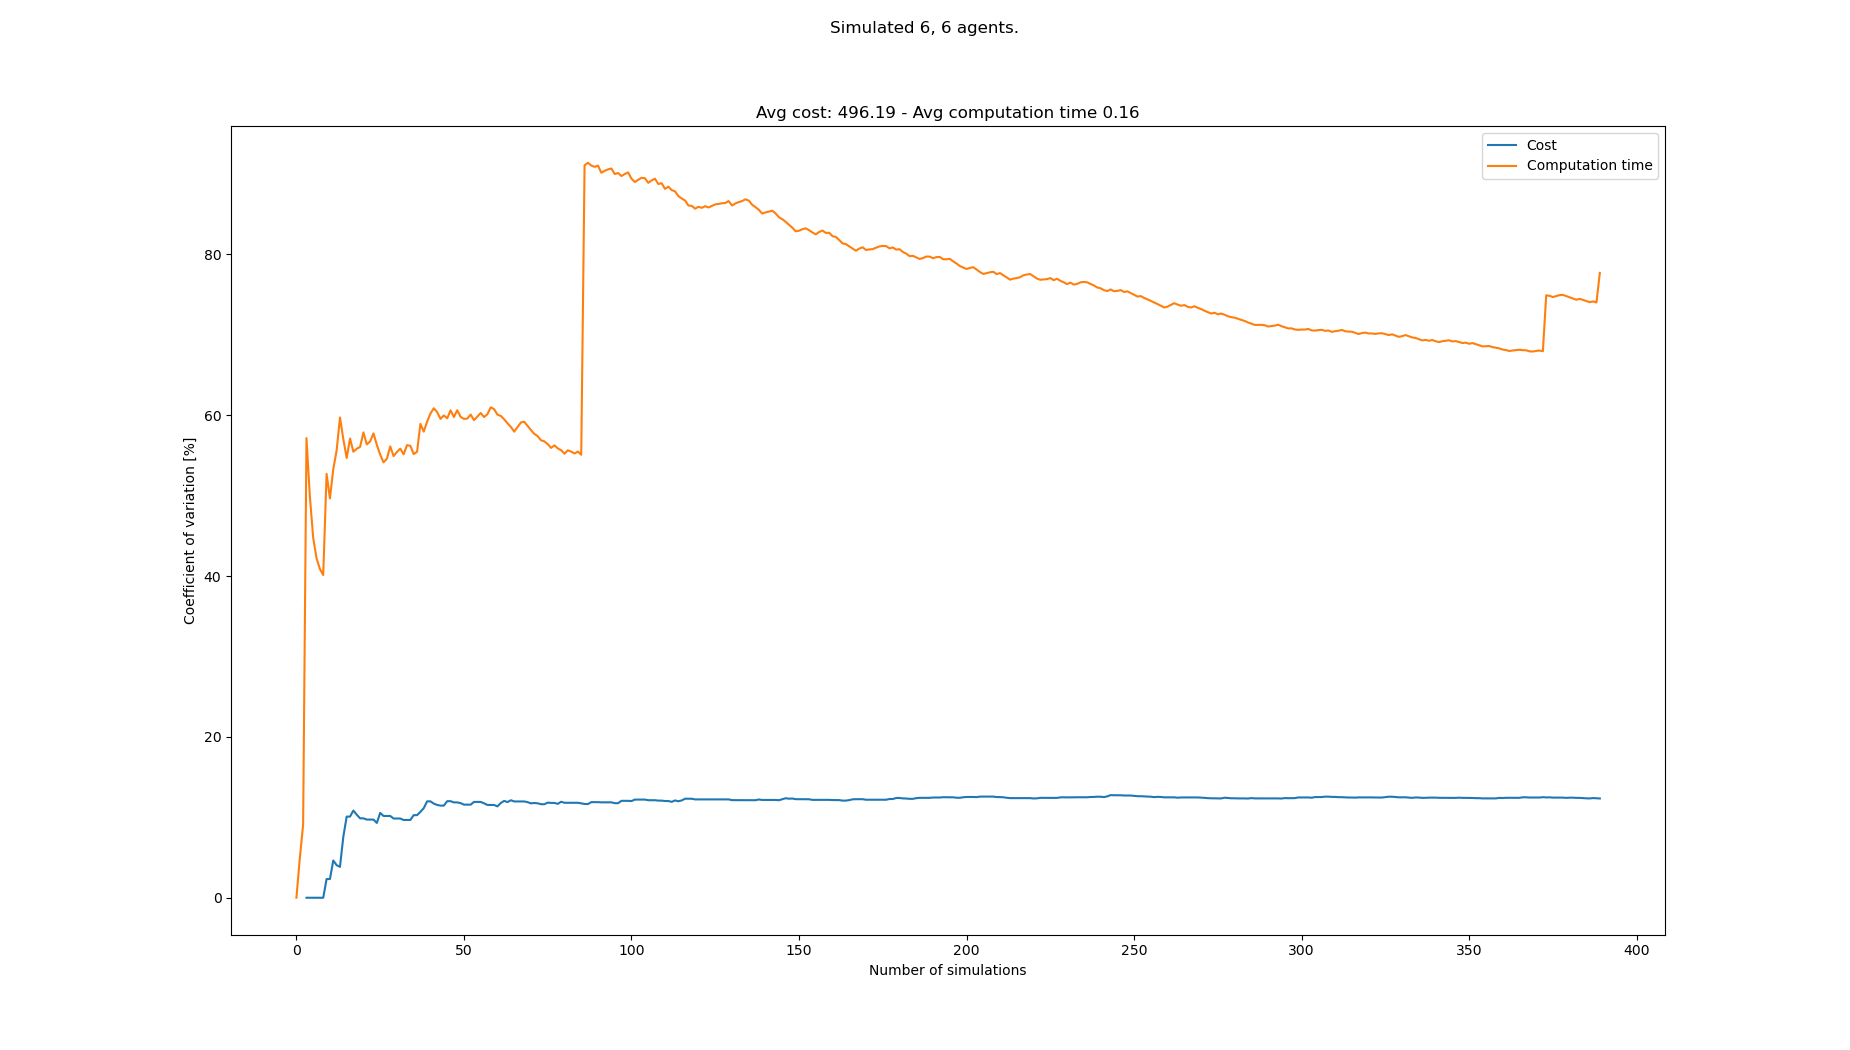 Simulated 6, 6 agents.
Avg cost: 496.19 - Avg computation time 0.16
Cost
Computation time
80
60
40
20
0
Coefficient of variation [%]
0 50 100 150 200 250 300 350 400
Number of simulations